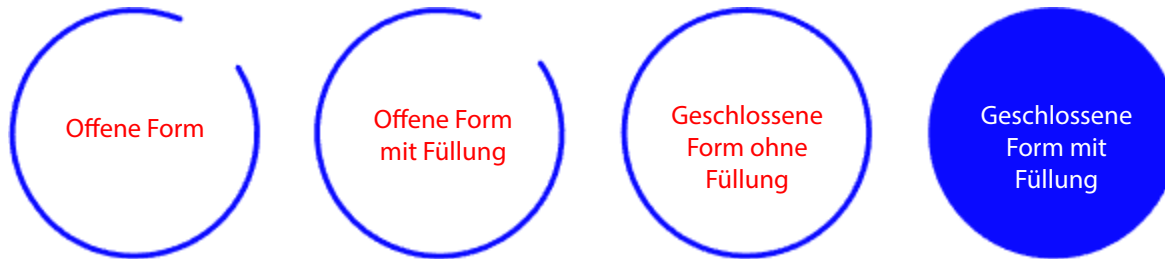 Offene Form
Offene Form
mit Füllung
Geschlossene
Form ohne
Füllung
Geschlossene
Form mit
Füllung